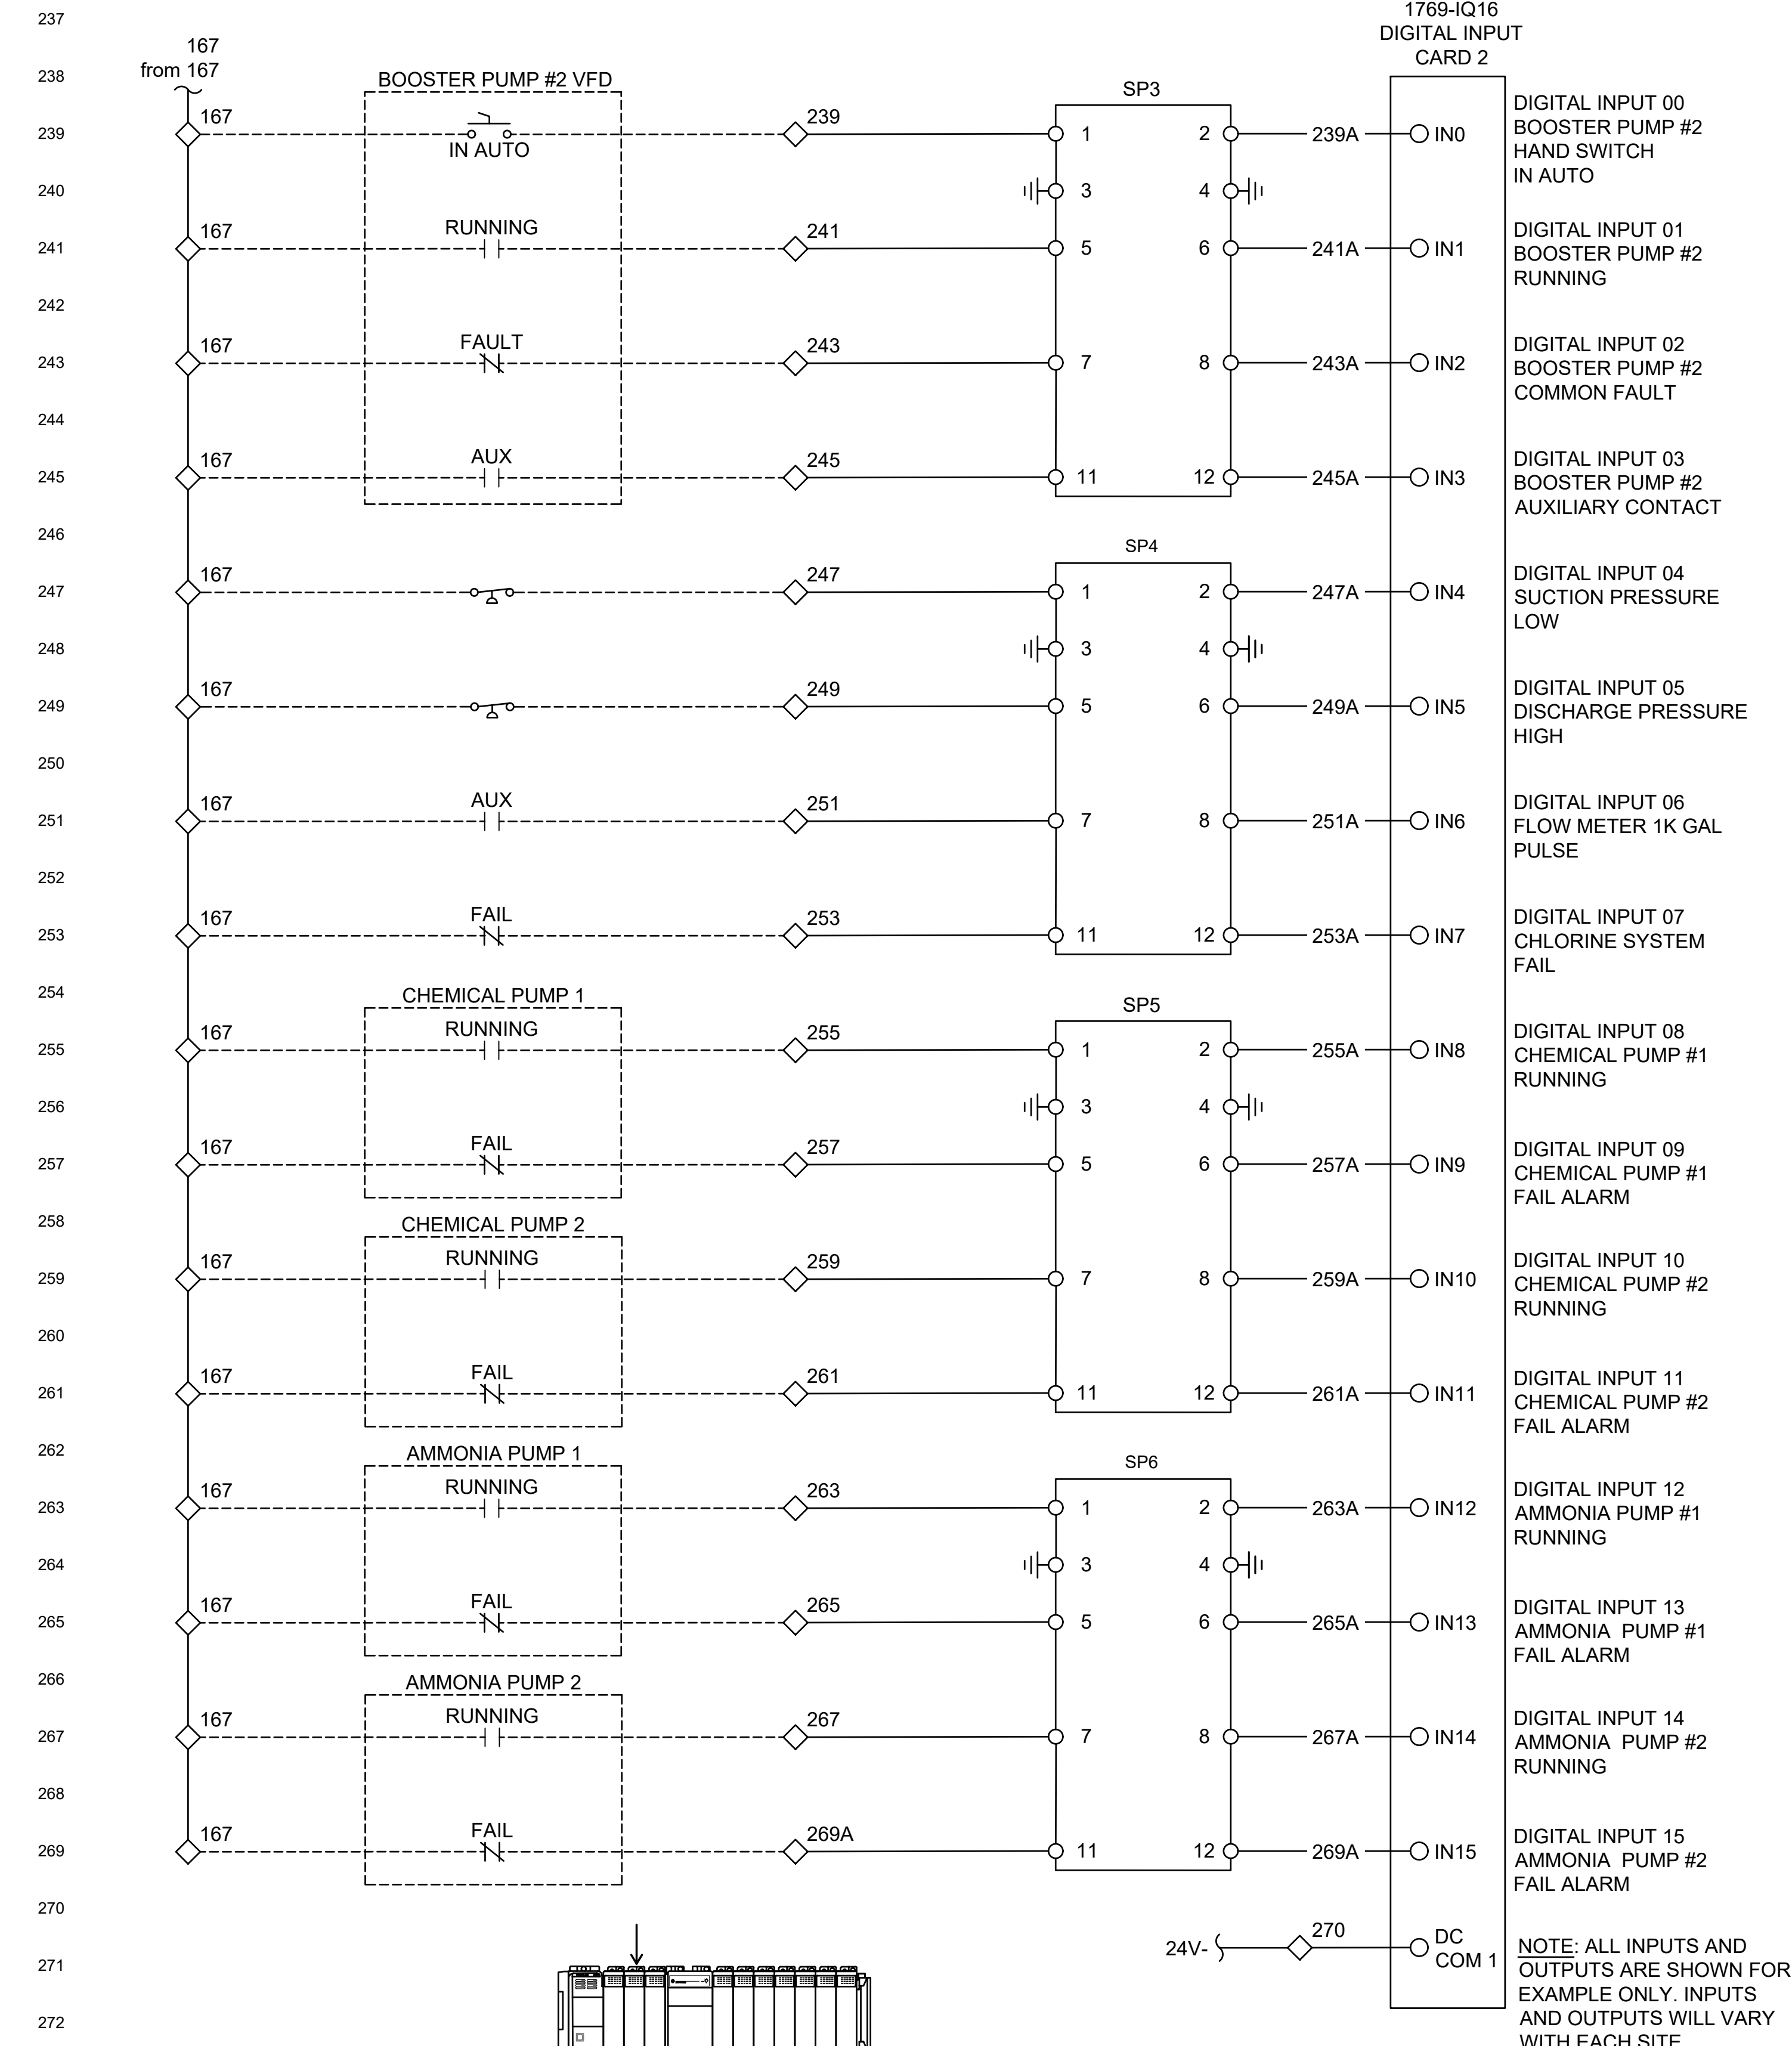 1769-IQ16
DIGITAL INPUT
CARD 2
237
167
from 167
238
BOOSTER PUMP #2 VFD
SP3
239
167
IN AUTO
239
1
2
239A
IN0
DIGITAL INPUT 00
BOOSTER PUMP #2
HAND SWITCH
IN AUTO
240
3
4
241
167
RUNNING
241
5
6
241A
IN1
DIGITAL INPUT 01
BOOSTER PUMP #2
RUNNING
242
243
167
FAULT
243
7
8
243A
IN2
DIGITAL INPUT 02
BOOSTER PUMP #2
COMMON FAULT
244
245
167
AUX
245
11
12
245A
IN3
DIGITAL INPUT 03
BOOSTER PUMP #2
AUXILIARY CONTACT
246
SP4
247
167
247
1
2
247A
IN4
DIGITAL INPUT 04
SUCTION PRESSURE
LOW
248
3
4
249
167
249
5
6
249A
IN5
DIGITAL INPUT 05
DISCHARGE PRESSURE
HIGH
250
251
167
AUX
251
7
8
251A
IN6
DIGITAL INPUT 06
FLOW METER 1K GAL
PULSE
252
253
167
FAIL
253
11
12
253A
IN7
DIGITAL INPUT 07
CHLORINE SYSTEM
FAIL
254
CHEMICAL PUMP 1
SP5
255
167
RUNNING
255
1
2
255A
IN8
DIGITAL INPUT 08
CHEMICAL PUMP #1
RUNNING
256
3
4
257
167
FAIL
257
5
6
257A
IN9
DIGITAL INPUT 09
CHEMICAL PUMP #1
FAIL ALARM
258
CHEMICAL PUMP 2
259
167
RUNNING
259
7
8
259A
IN10
DIGITAL INPUT 10
CHEMICAL PUMP #2
RUNNING
260
261
167
FAIL
261
11
12
261A
IN11
DIGITAL INPUT 11
CHEMICAL PUMP #2
FAIL ALARM
262
AMMONIA PUMP 1
SP6
263
167
RUNNING
263
1
2
263A
IN12
DIGITAL INPUT 12
AMMONIA PUMP #1
RUNNING
264
3
4
265
167
FAIL
265
5
6
265A
IN13
DIGITAL INPUT 13
AMMONIA PUMP #1
FAIL ALARM
266
AMMONIA PUMP 2
267
167
RUNNING
267
7
8
267A
IN14
DIGITAL INPUT 14
AMMONIA PUMP #2
RUNNING
268
269
167
FAIL
269A
11
12
269A
IN15
DIGITAL INPUT 15
AMMONIA PUMP #2
FAIL ALARM
270
24V-
270
DC
COM 1
271
272
NOTE: ALL INPUTS AND
OUTPUTS ARE SHOWN FOR
EXAMPLE ONLY. INPUTS
AND OUTPUTS WILL VARY
WITH EACH SITE